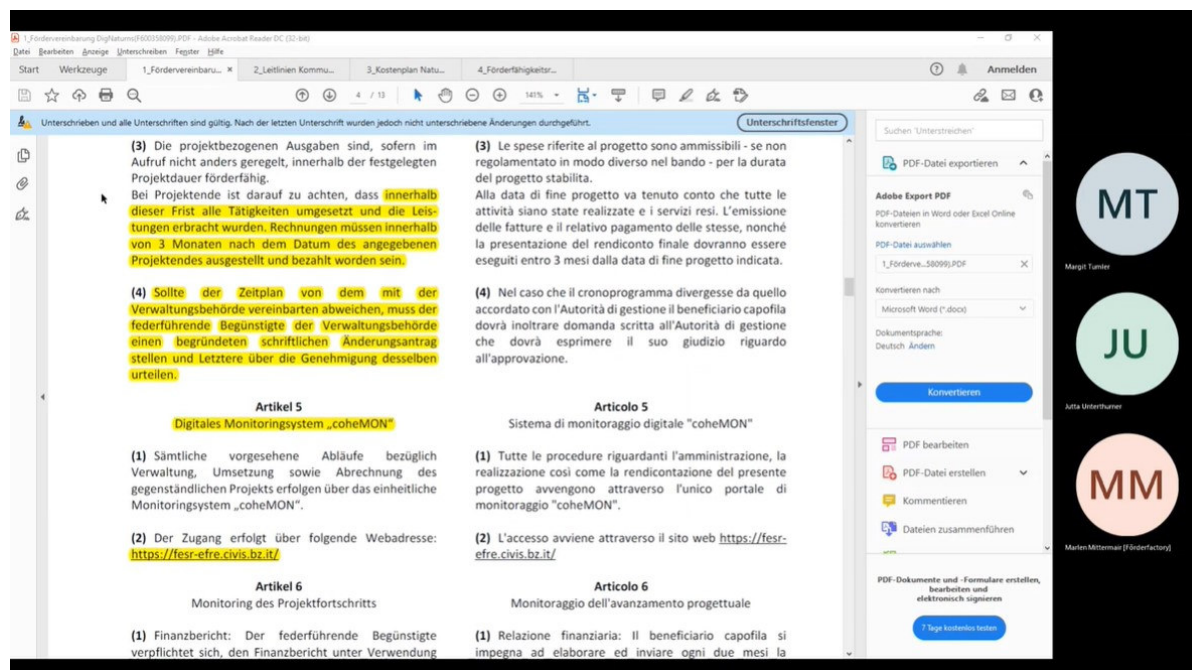 1_Fördervereinbarung DigNaturns(F600358099).PDF - Adobe Acrobat Reader DC (32-bit)
Datei Bearbeiten Anzeige Unterschreiben Fenster Hilfe
Start Werkzeuge 1_Fördervereinbaru... × 2_Leitlinien Kommu... 3_Kostenplan Natu... 4_Förderfähigkeitsr... Anmelden
4 / 13 141%
Unterschrieben und alle Unterschriften sind gültig. Nach der letzten Unterschrift wurden jedoch nicht unterschriebene Änderungen durchgeführt. Unterschriftsfenster
(3) Die projektbezogenen Ausgaben sind, sofern im
Aufruf nicht anders geregelt, innerhalb der festgelegten
Projektdauer förderfähig.
Bei Projektende ist darauf zu achten, dass innerhalb
dieser Frist alle Tätigkeiten umgesetzt und die Leis-
tungen erbracht wurden. Rechnungen müssen innerhalb
von 3 Monaten nach dem Datum des angegebenen
Projektendes ausgestellt und bezahlt worden sein.
(4) Sollte der Zeitplan von dem mit der
Verwaltungsbehörde vereinbarten abweichen, muss der
federführende Begünstigte der Verwaltungsbehörde
einen begründeten schriftlichen Änderungsantrag
stellen und Letztere über die Genehmigung desselben
urteilen.
Artikel 5
Digitales Monitoringsystem „coheMON“
(1) Sämtliche vorgesehene Abläufe bezüglich
Verwaltung, Umsetzung sowie Abrechnung des
gegenständlichen Projekts erfolgen über das einheitliche
Monitoringsystem „coheMON“.
(2) Der Zugang erfolgt über folgende Webadresse:
https://fesr-efre.civis.bz.it/
Artikel 6
Monitoring des Projektfortschritts
(1) Finanzbericht: Der federführende Begünstigte
verpflichtet sich, den Finanzbericht unter Verwendung
(3) Le spese riferite al progetto sono ammissibili - se non
regolamentato in modo diverso nel bando - per la durata
del progetto stabilita.
Alla data di fine progetto va tenuto conto che tutte le
attività siano state realizzate e i servizi resi. L’emissione
delle fatture e il relativo pagamento delle stesse, nonché
la presentazione del rendiconto finale dovranno essere
eseguiti entro 3 mesi dalla data di fine progetto indicata.
(4) Nel caso che il cronoprogramma divergesse da quello
accordato con l’Autorità di gestione il beneficiario capofila
dovrà inoltrare domanda scritta all’Autorità di gestione
che dovrà esprimere il suo giudizio riguardo
all’approvazione.
Articolo 5
Sistema di monitoraggio digitale "coheMON"
(1) Tutte le procedure riguardanti l’amministrazione, la
realizzazione così come la rendicontazione del presente
progetto avvengono attraverso l’unico portale di
monitoraggio "coheMON".
(2) L’accesso avviene attraverso il sito web https://fesr-
efre.civis.bz.it/
Articolo 6
Monitoraggio dell’avanzamento progettuale
(1) Relazione finanziaria: Il beneficiario capofila si
impegna ad elaborare ed inviare ogni due mesi la
Suchen 'Unterstreichen'
PDF-Datei exportieren
Adobe Export PDF
PDF-Dateien in Word oder Excel Online
konvertieren
PDF-Datei auswählen
1_Förderve...58099).PDF
Konvertieren nach
Microsoft Word (*.docx)
Dokumentsprache:
Deutsch Ändern
Konvertieren
PDF bearbeiten
PDF-Datei erstellen
Kommentieren
Dateien zusammenführen
PDF-Dokumente und -Formulare erstellen,
bearbeiten und
elektronisch signieren
7 Tage kostenlos testen
MT
Margit Tumler
JU
Jutta Unterthurner
MM
Marlen Mittermair [Förderfactory]